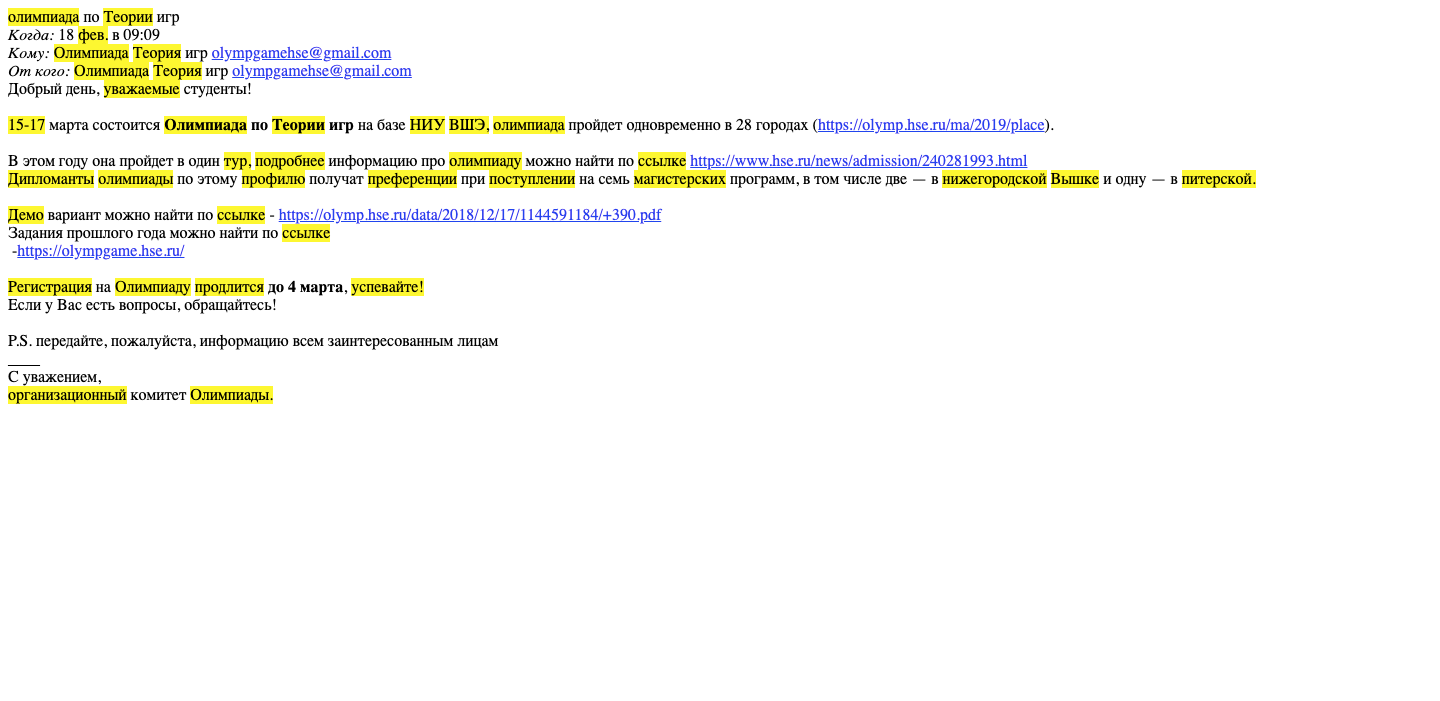 олимпиада по Теории игр
Когда: 18 фев. в 09:09
Кому: Олимпиада Теория игр olympgamehse@gmail.com
От кого: Олимпиада Теория игр olympgamehse@gmail.com
Добрый день, уважаемые студенты!
15-17 марта состоится Олимпиада по Теории игр на базе НИУ ВШЭ, олимпиада пройдет одновременно в 28 городах (https://olymp.hse.ru/ma/2019/place).
В этом году она пройдет в один тур, подробнее информацию про олимпиаду можно найти по ссылке https://www.hse.ru/news/admission/240281993.html
Дипломанты олимпиады по этому профилю получат преференции при поступлении на семь магистерских программ, в том числе две — в нижегородской Вышке и одну — в питерской.
Демо вариант можно найти по ссылке - https://olymp.hse.ru/data/2018/12/17/1144591184/+390.pdf
Задания прошлого года можно найти по ссылке
-https://olympgame.hse.ru/
Регистрация на Олимпиаду продлится до 4 марта, успевайте!
Если у Вас есть вопросы, обращайтесь!
P.S. передайте, пожалуйста, информацию всем заинтересованным лицам
____
С уважением,
организационный комитет Олимпиады.